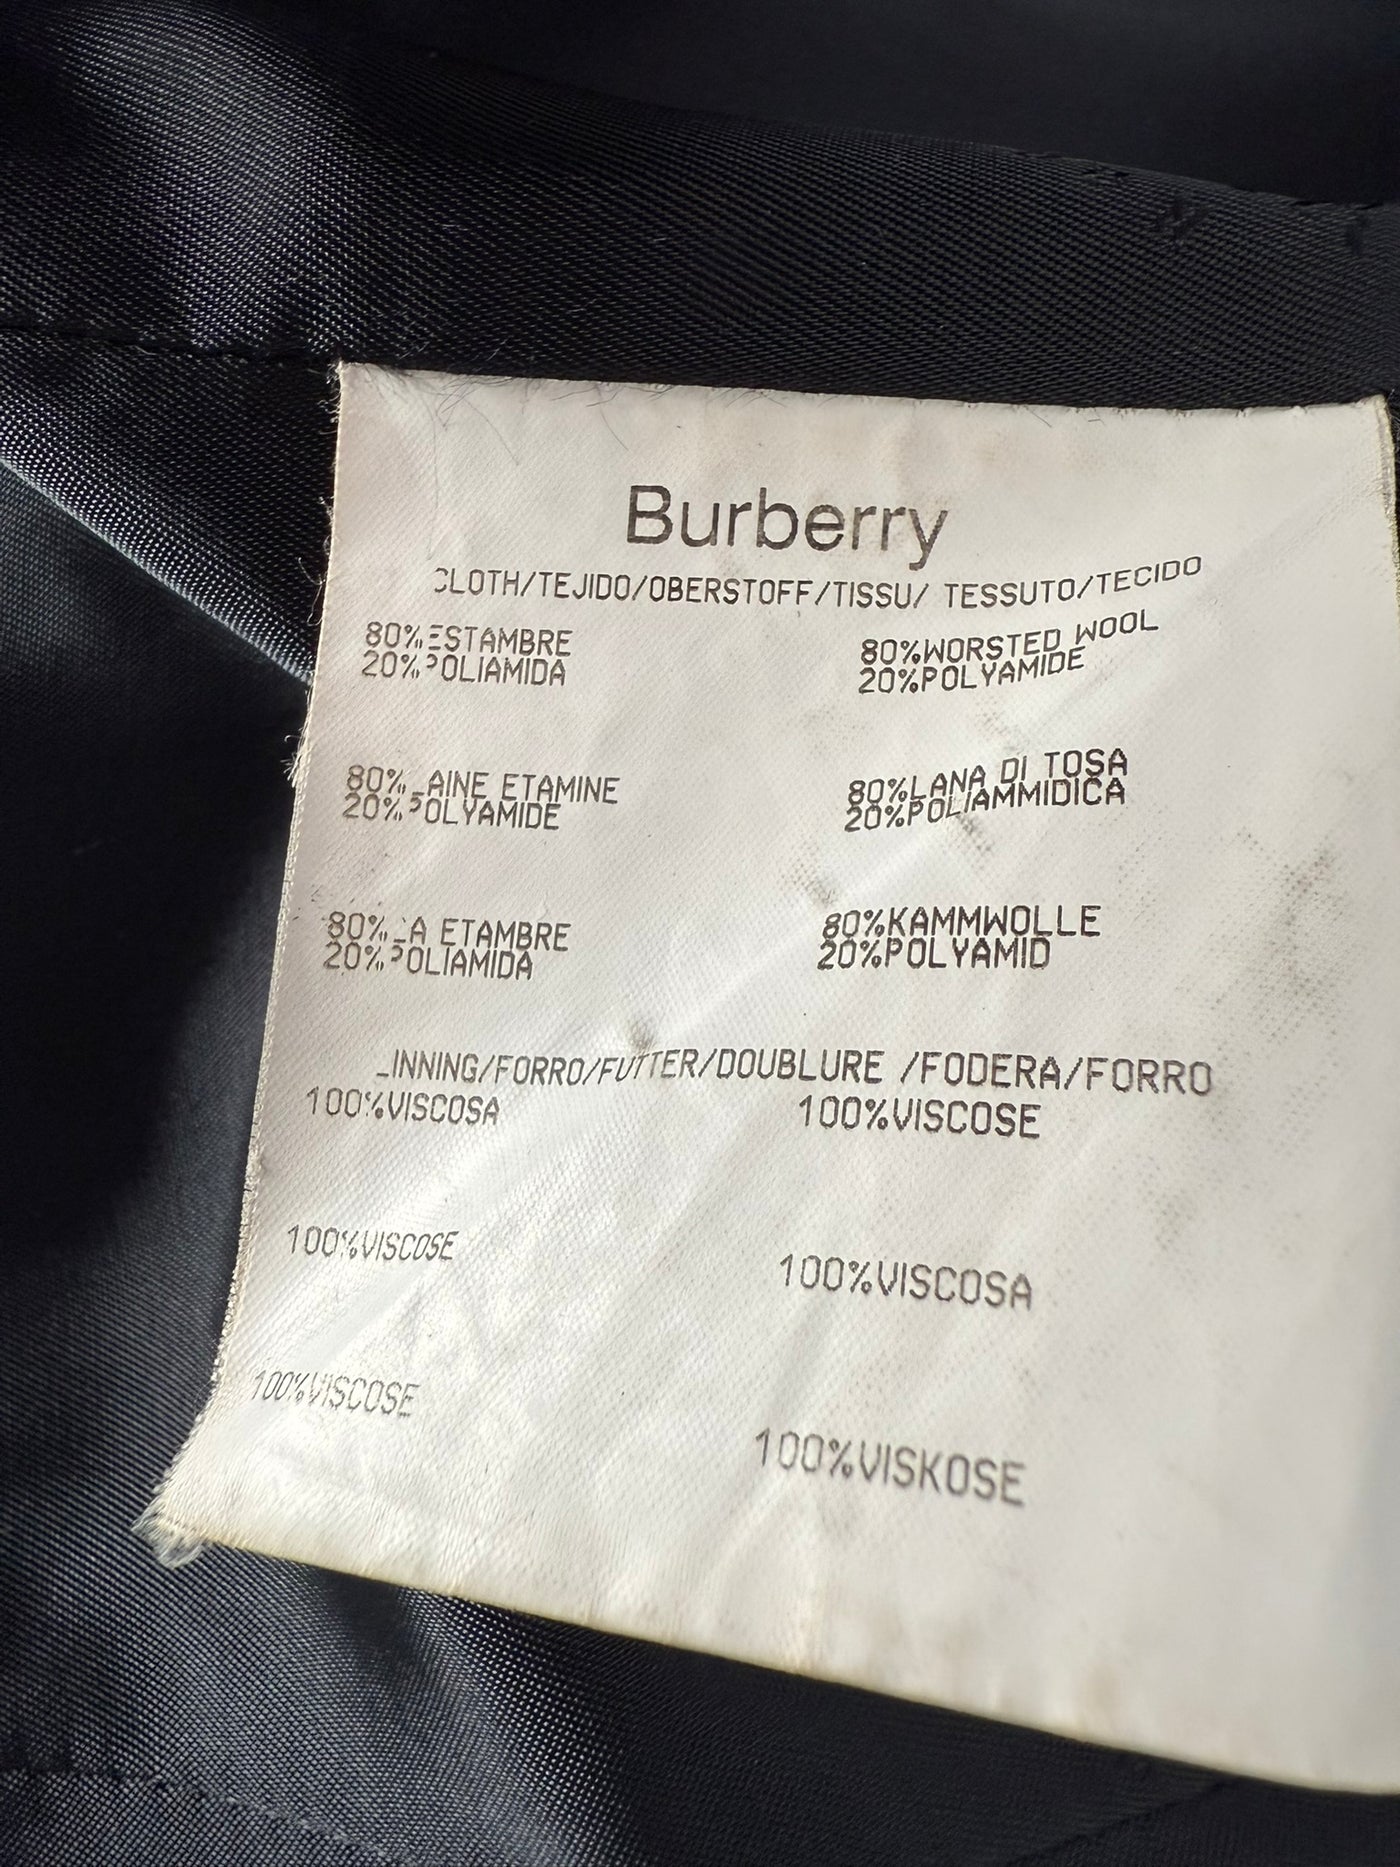 Burberry
CLOTH/TEJIDO/OBERSTOFF/TISSU/ TESSUTO/TECIDO
80%ESTAMBRE 80%WORSTED WOOL
20%POLIAMIDA 20%POLYAMIDE
80%LAINE ETAMINE 80%LANA DI TOSA
20%POLYAMIDE 20%POLIAMMIDICA
80%LA ETAMBRE 80%KAMMWOLLE
20%POLIAMIDA 20%POLYAMID
LINNING/FORRO/FUTTER/DOUBLURE /FODERA/FORRO
100%VISCOSA 100%VISCOSE
100%VISCOSE 100%VISCOSA
100%VISCOSE 100%VISKOSE